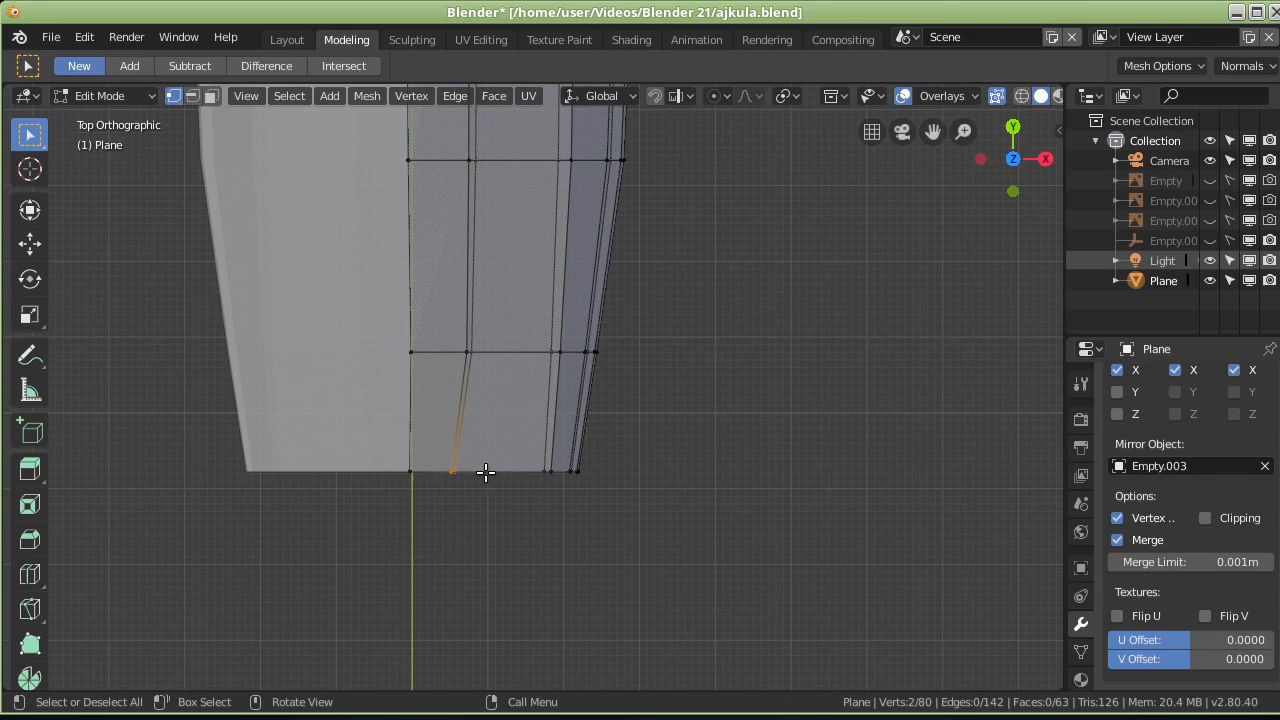 Blender* [/home/user/Videos/Blender 21/ajkula.blend]
File Edit Render Window Help
Layout Modeling Sculpting UV Editing Texture Paint Shading Animation Rendering Compositing
Scene
View Layer
New Add Subtract Difference Intersect
Mesh Options
Normals
Edit Mode
View Select Add Mesh Vertex Edge Face UV
Global
Overlays
Top Orthographic
(1) Plane
Y
Z
X
Scene Collection
Collection
Camera
Empty
Empty.00
Empty.00
Empty.00
Light
Plane
Plane
X X X
Y Y Y
Z Z Z
Mirror Object:
Empty.003
Options:
Vertex ..
Clipping
Merge
Merge Limit: 0.001m
Textures:
Flip U
Flip V
U Offset: 0.0000
V Offset: 0.0000
Select or Deselect All
Box Select
Rotate View
Call Menu
Plane | Verts:2/80 | Edges:0/142 | Faces:0/63 | Tris:126 | Mem: 20.4 MB | v2.80.40